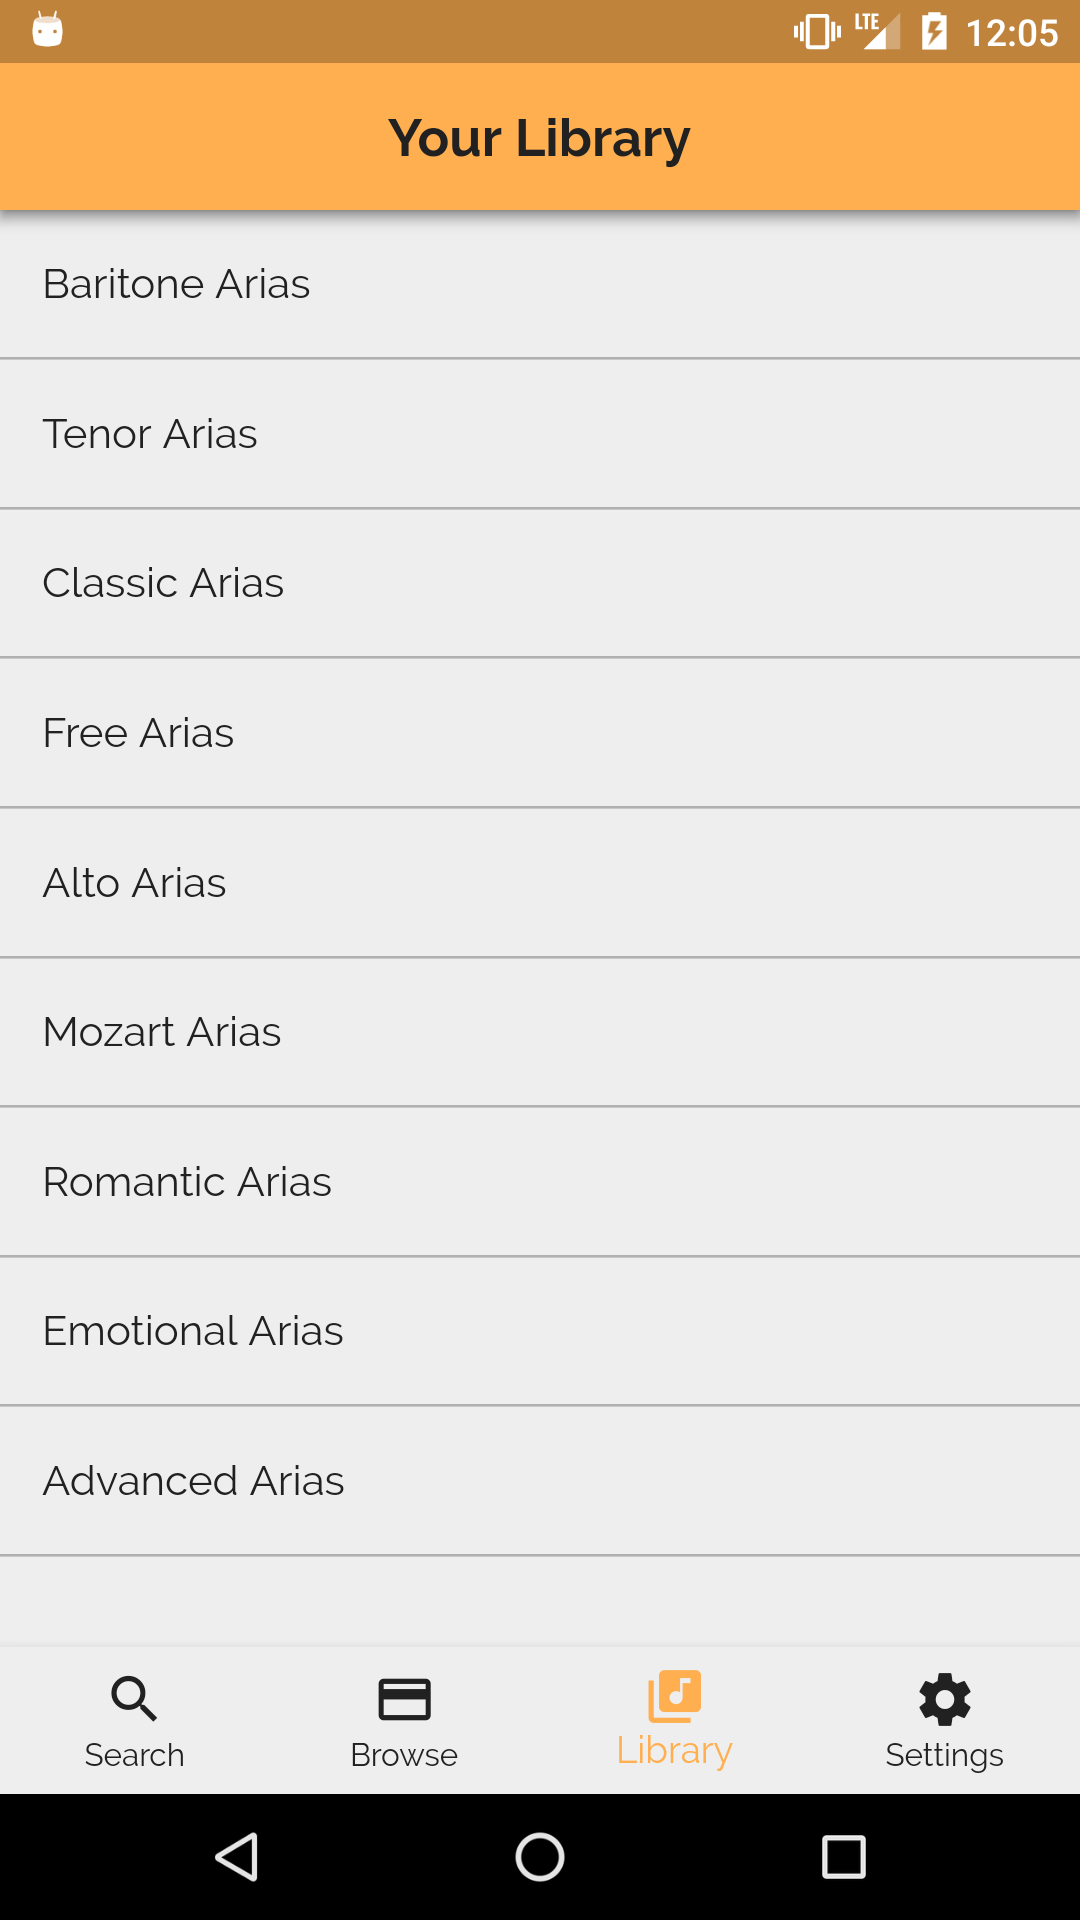 LTE 12:05
Your Library
Baritone Arias
Tenor Arias
Classic Arias
Free Arias
Alto Arias
Mozart Arias
Romantic Arias
Emotional Arias
Advanced Arias
Search Browse Library Settings